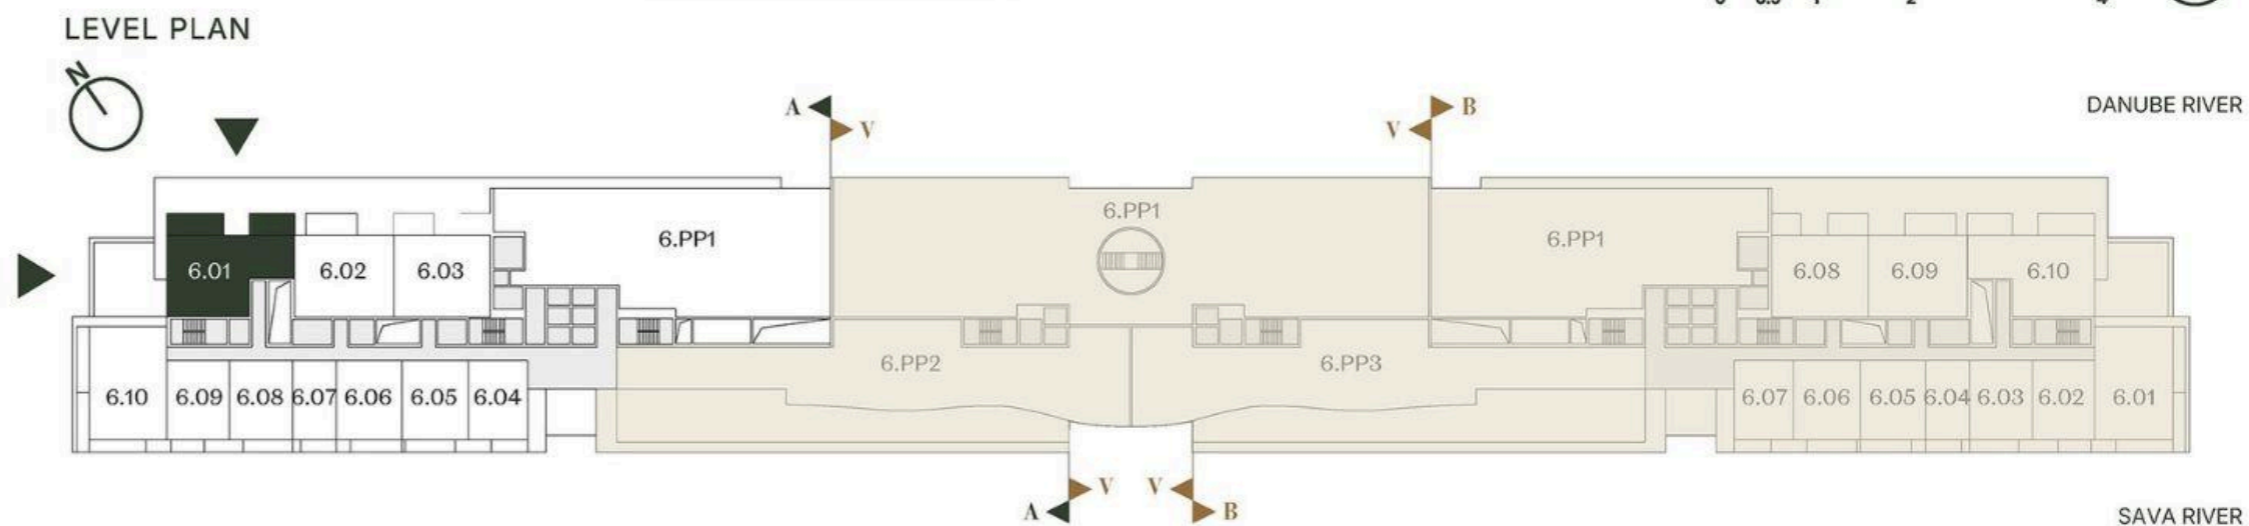 LEVEL PLAN
N
A
V
B
V
DANUBE RIVER
6.PP1
6.PP1
6.PP1
6.01 6.02 6.03
6.08 6.09 6.10
6.PP2
6.PP3
6.10 6.09 6.08 6.07 6.06 6.05 6.04
6.07 6.06 6.05 6.04 6.03 6.02 6.01
V V
A B
SAVA RIVER